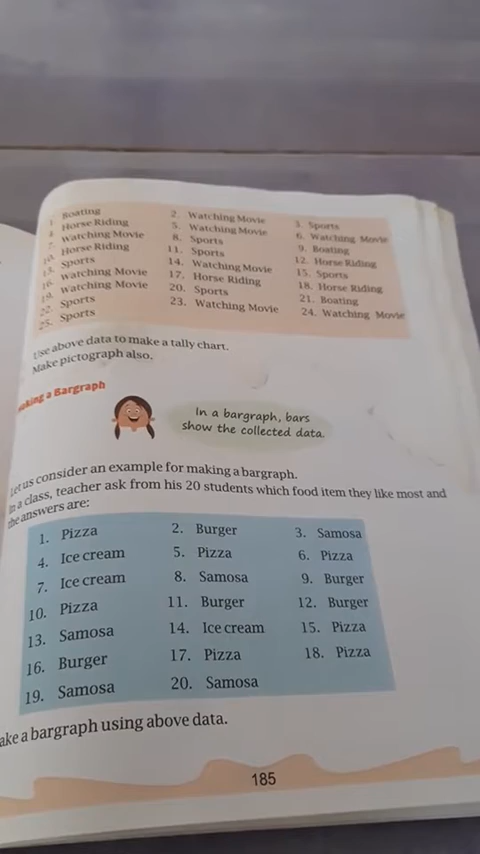 1. Boating 2. Watching Movie 3. Sports
4. Horse Riding 5. Watching Movie 6. Watching Movie
7. Watching Movie 8. Sports 9. Boating
10. Horse Riding 11. Sports 12. Horse Riding
13. Sports 14. Watching Movie 15. Sports
16. Watching Movie 17. Horse Riding 18. Horse Riding
19. Watching Movie 20. Sports 21. Boating
22. Sports 23. Watching Movie 24. Watching Movie
25. Sports
Use above data to make a tally chart.
Make pictograph also.
a Bargraph
In a bargraph, bars
show the collected data.
Let us consider an example for making a bargraph.
In a class, teacher ask from his 20 students which food item they like most and
the answers are:
1. Pizza 2. Burger 3. Samosa
4. Ice cream 5. Pizza 6. Pizza
7. Ice cream 8. Samosa 9. Burger
10. Pizza 11. Burger 12. Burger
13. Samosa 14. Ice cream 15. Pizza
16. Burger 17. Pizza 18. Pizza
19. Samosa 20. Samosa
ake a bargraph using above data.
185